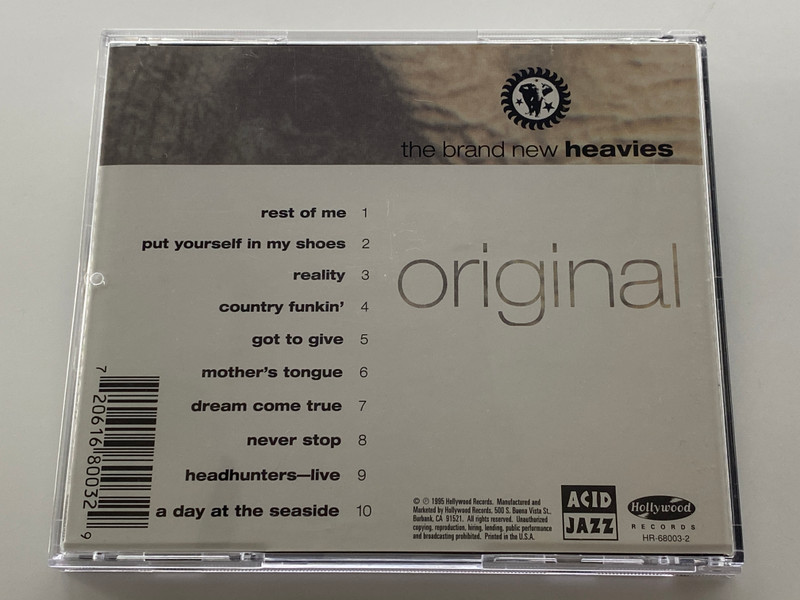 the brand new heavies
original
rest of me 1
put yourself in my shoes 2
reality 3
country funkin' 4
got to give 5
mother's tongue 6
dream come true 7
never stop 8
headhunters—live 9
a day at the seaside 10
7 20616 80032 9
© ℗ 1995 Hollywood Records. Manufactured and
Marketed by Hollywood Records. 500 S. Buena Vista St.,
Burbank, CA 91521. All rights reserved. Unauthorized
copying, reproduction, hiring, lending, public performance
and broadcasting prohibited. Printed in the U.S.A.
ACID
JAZZ
Hollywood
RECORDS
HR-68003-2